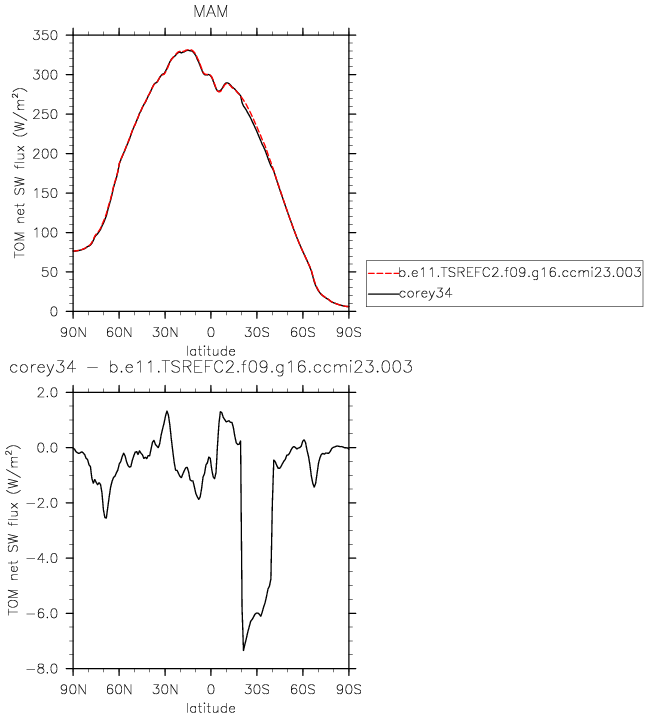 MAM
TOM net SW flux (W/m²)
350
300
250
200
150
100
50
0
90N 60N 30N 0 30S 60S 90S
latitude
b.e11.TSREFC2.f09.g16.ccmi23.003
corey34
corey34 − b.e11.TSREFC2.f09.g16.ccmi23.003
TOM net SW flux (W/m²)
2.0
0.0
−2.0
−4.0
−6.0
−8.0
90N 60N 30N 0 30S 60S 90S
latitude